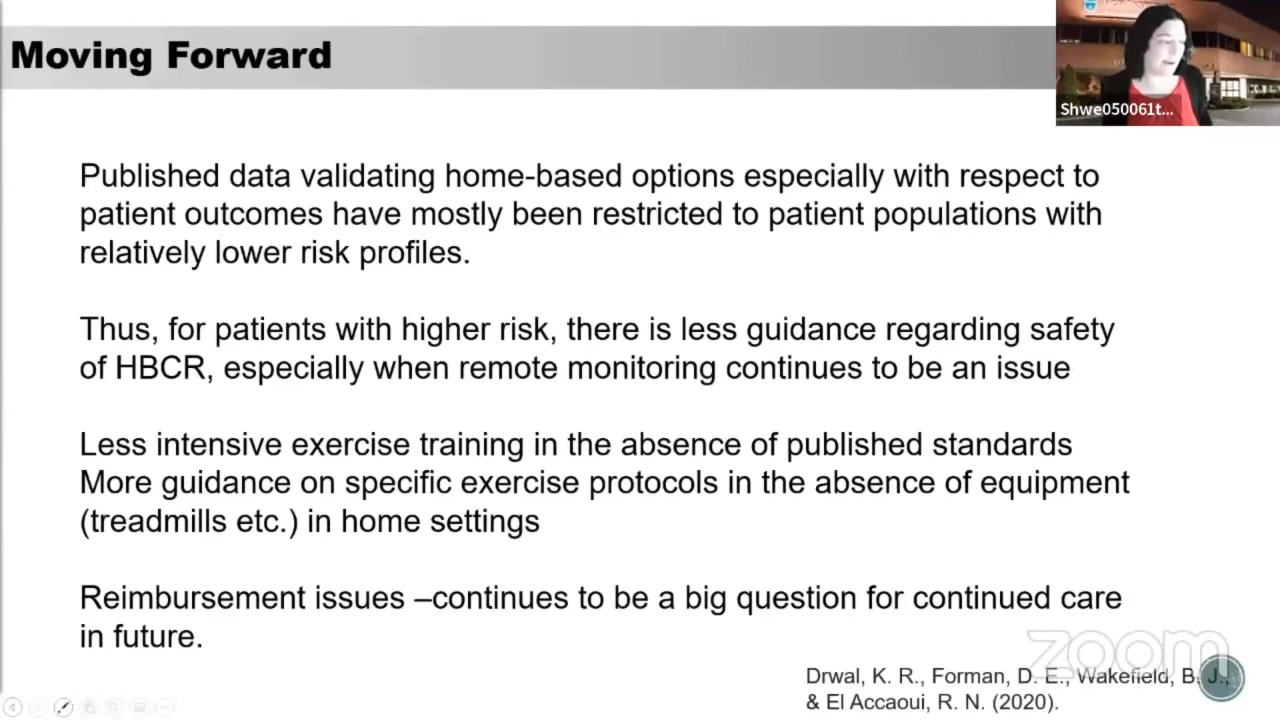 Moving Forward
Shwe050061t...
Published data validating home-based options especially with respect to
patient outcomes have mostly been restricted to patient populations with
relatively lower risk profiles.
Thus, for patients with higher risk, there is less guidance regarding safety
of HBCR, especially when remote monitoring continues to be an issue
Less intensive exercise training in the absence of published standards
More guidance on specific exercise protocols in the absence of equipment
(treadmills etc.) in home settings
Reimbursement issues –continues to be a big question for continued care
in future.
zoom
Drwal, K. R., Forman, D. E., Wakefield, B. J.,
& El Accaoui, R. N. (2020).